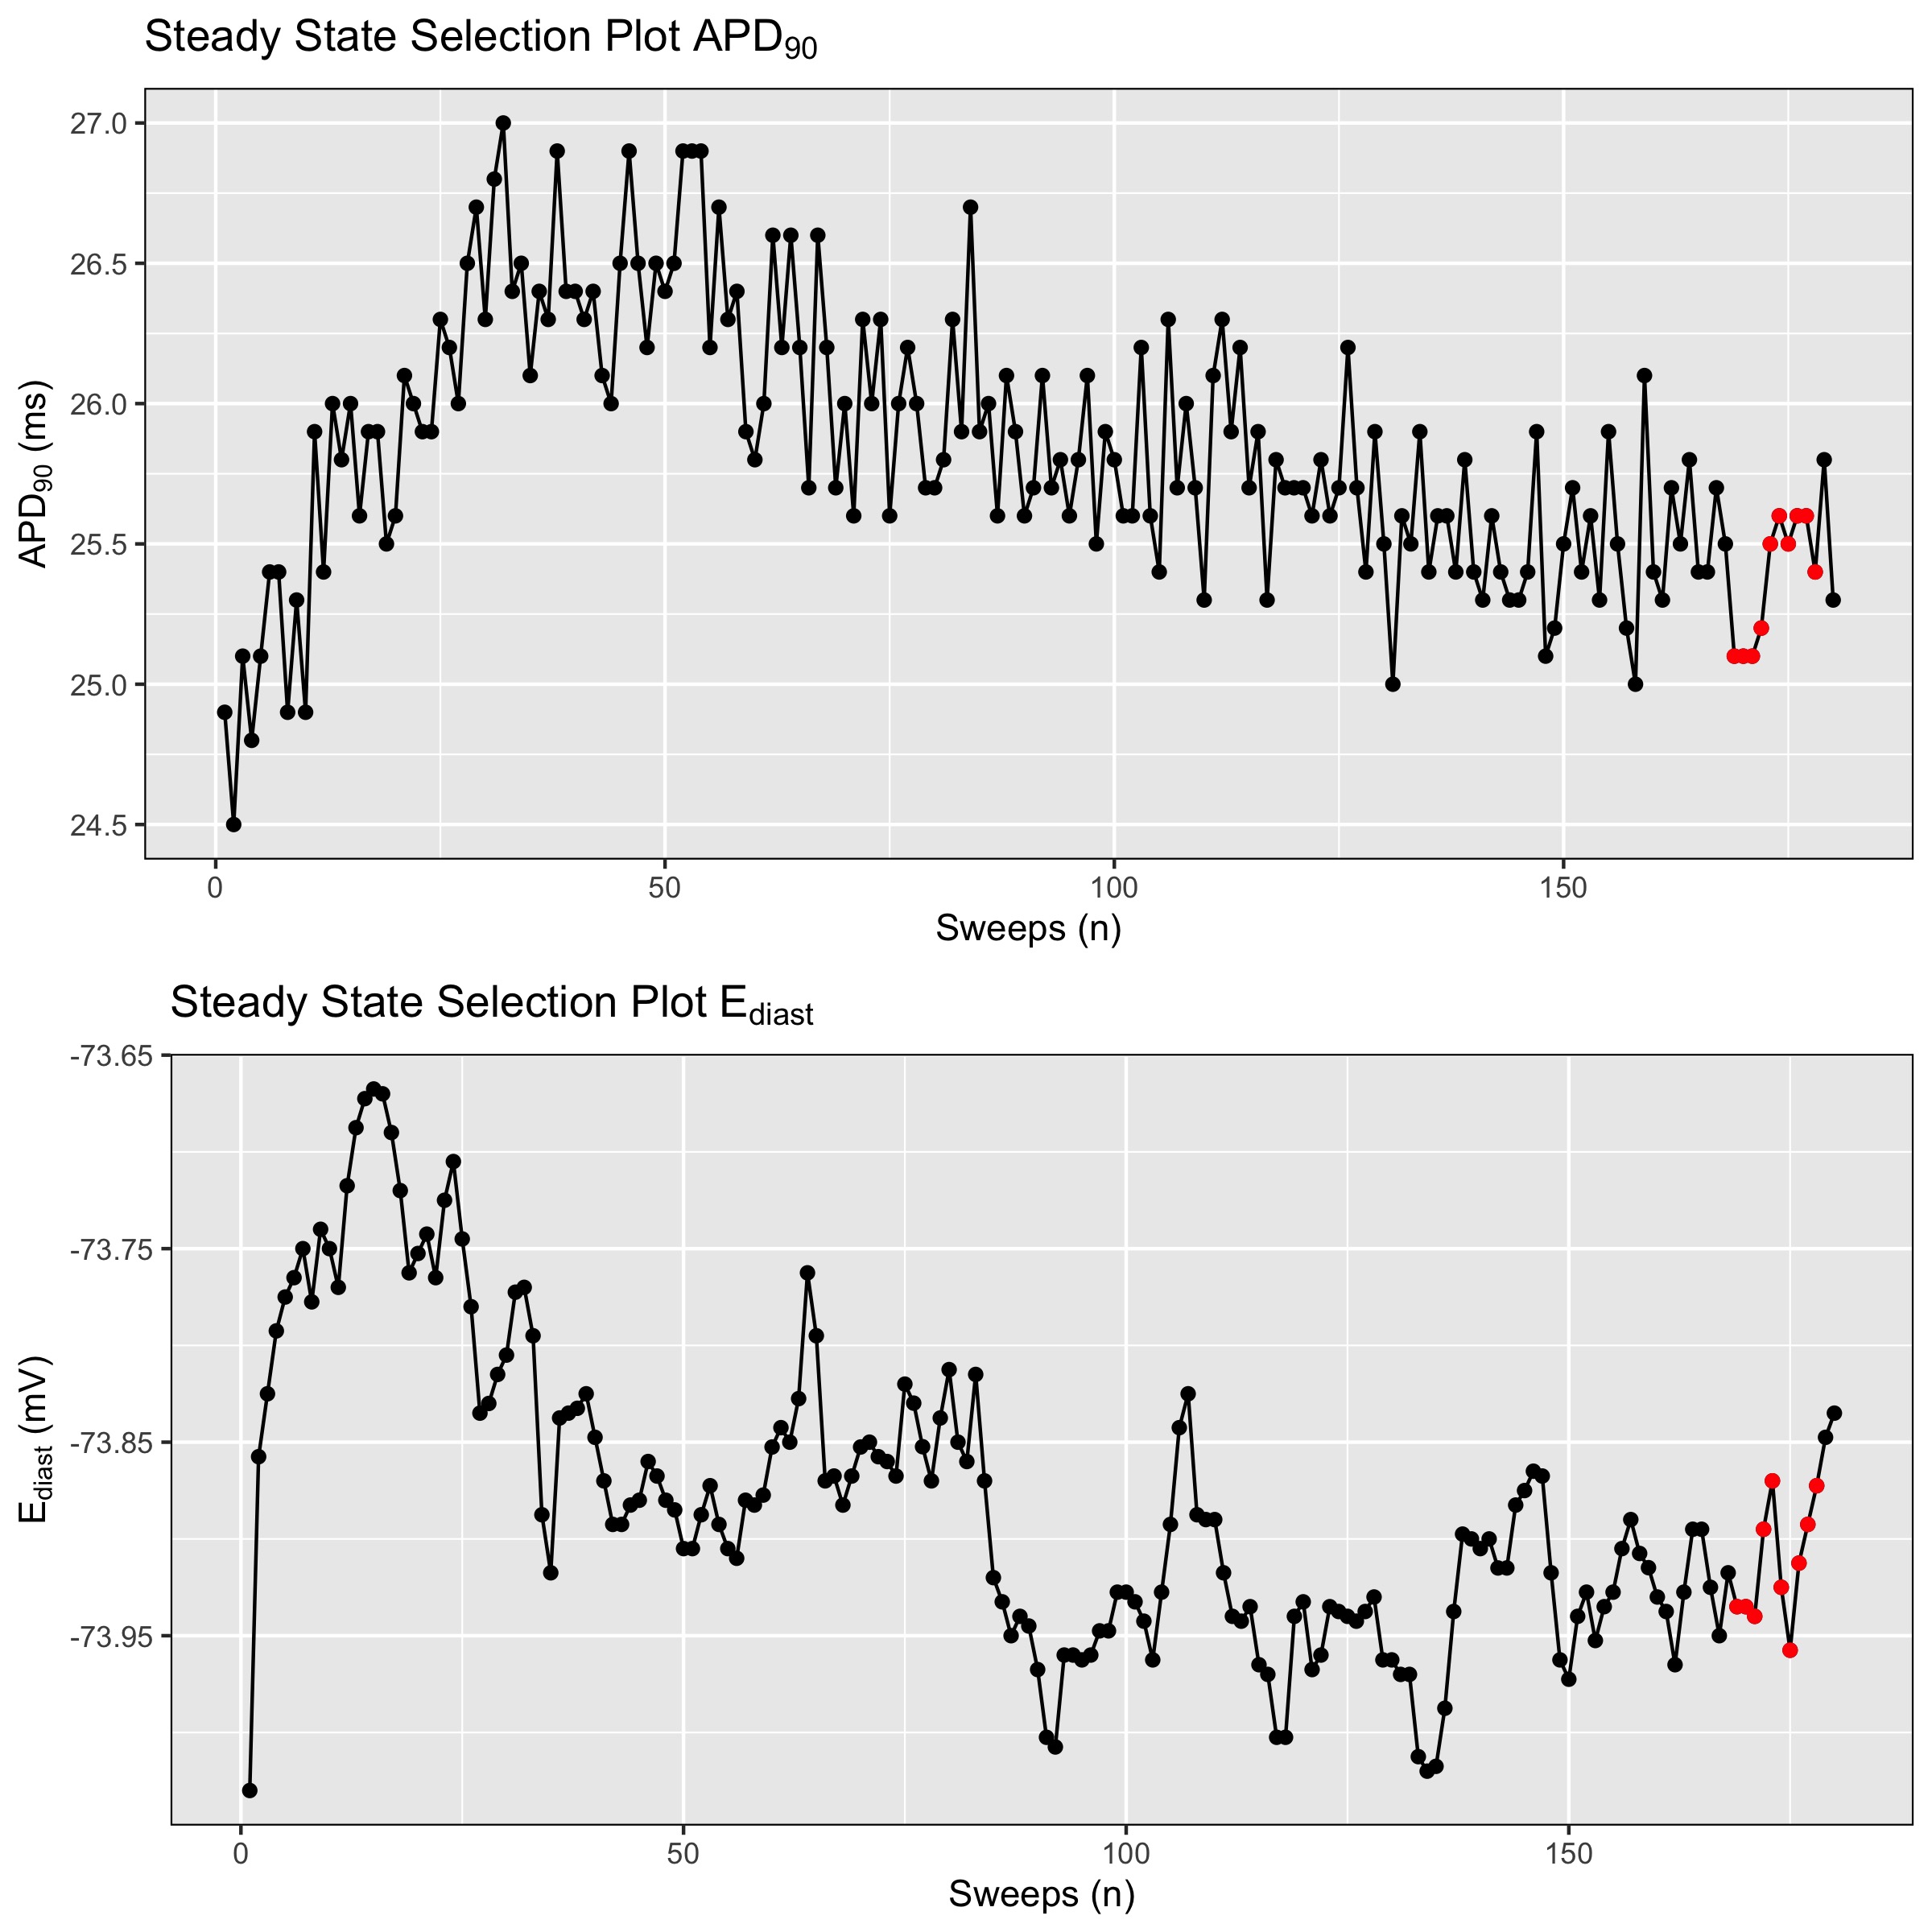 Steady State Selection Plot APD90
APD90 (ms)
27.0
26.5
26.0
25.5
25.0
24.5
0 50 100 150
Sweeps (n)
Steady State Selection Plot Ediast
Ediast (mV)
-73.65
-73.75
-73.85
-73.95
0 50 100 150
Sweeps (n)